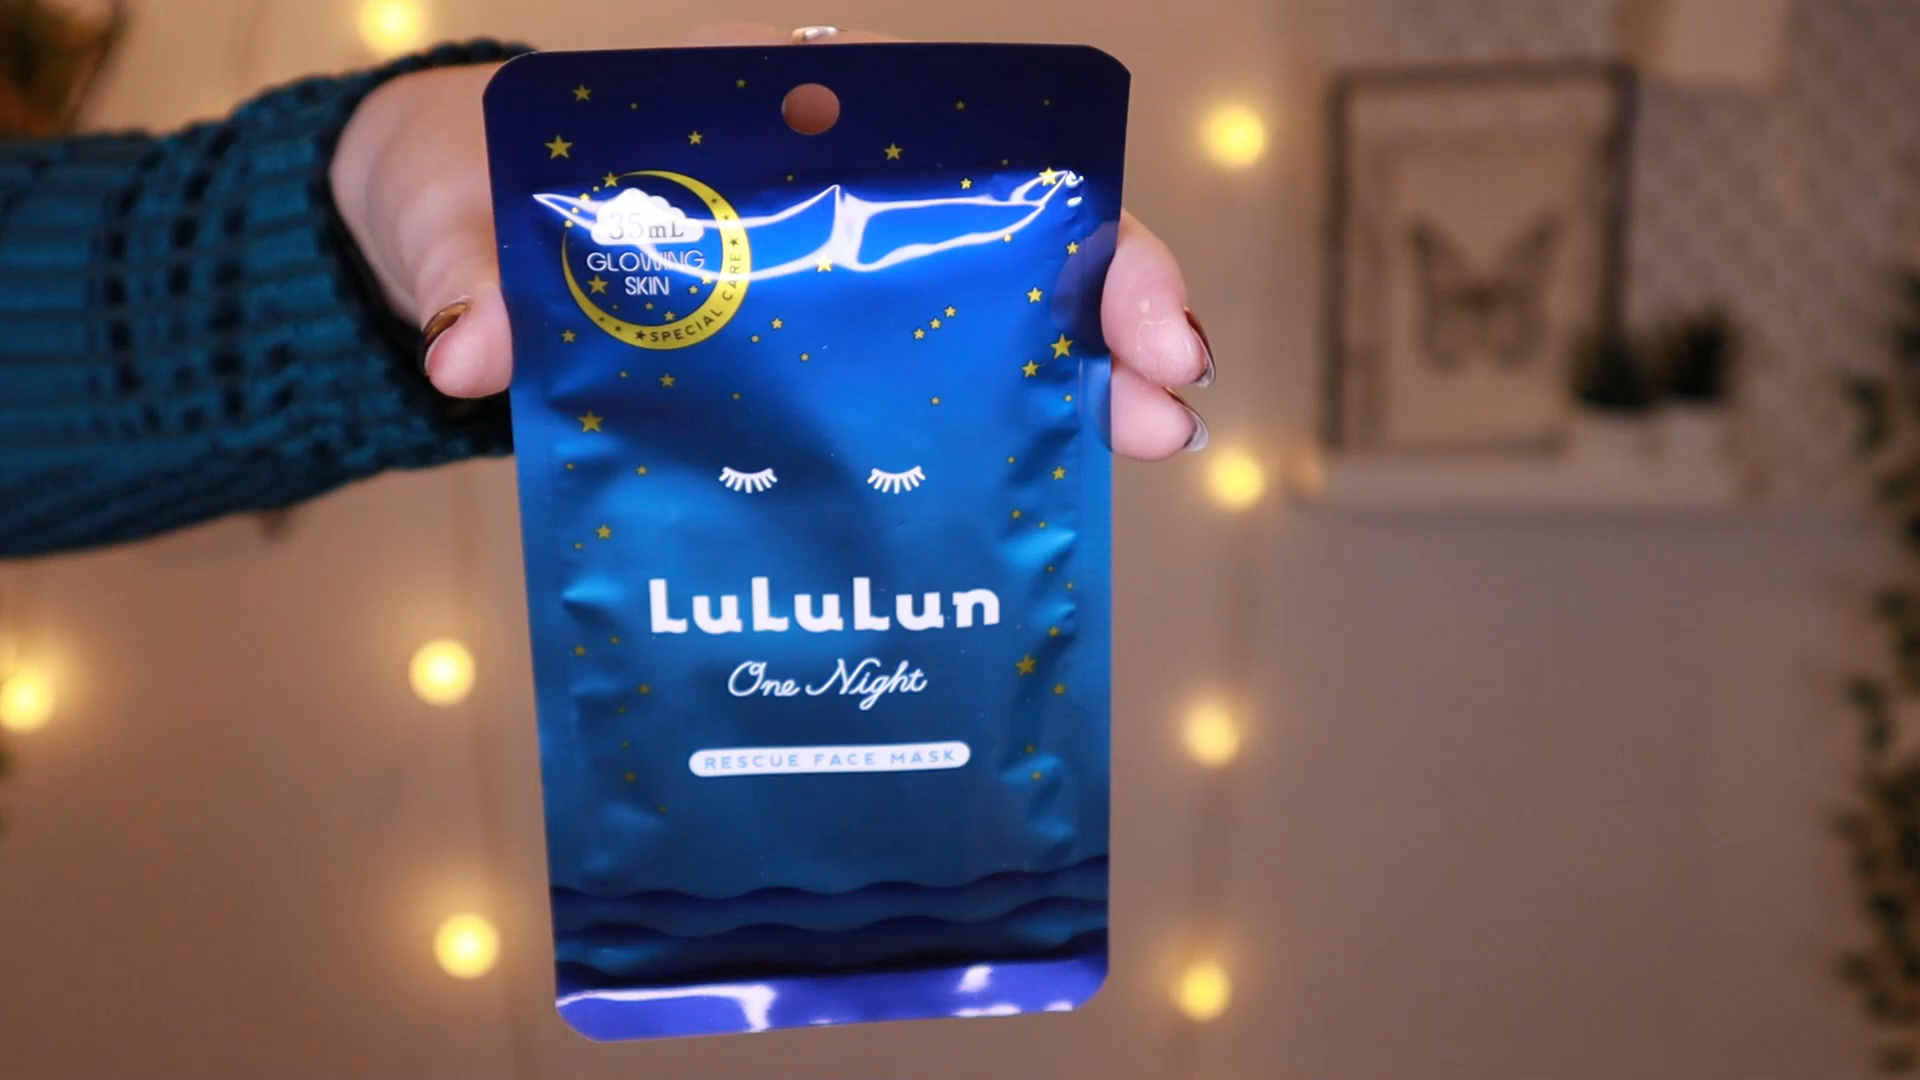 35mL
GLOWING
SKIN
★SPECIAL CARE★
LuLuLun
One Night
RESCUE FACE MASK